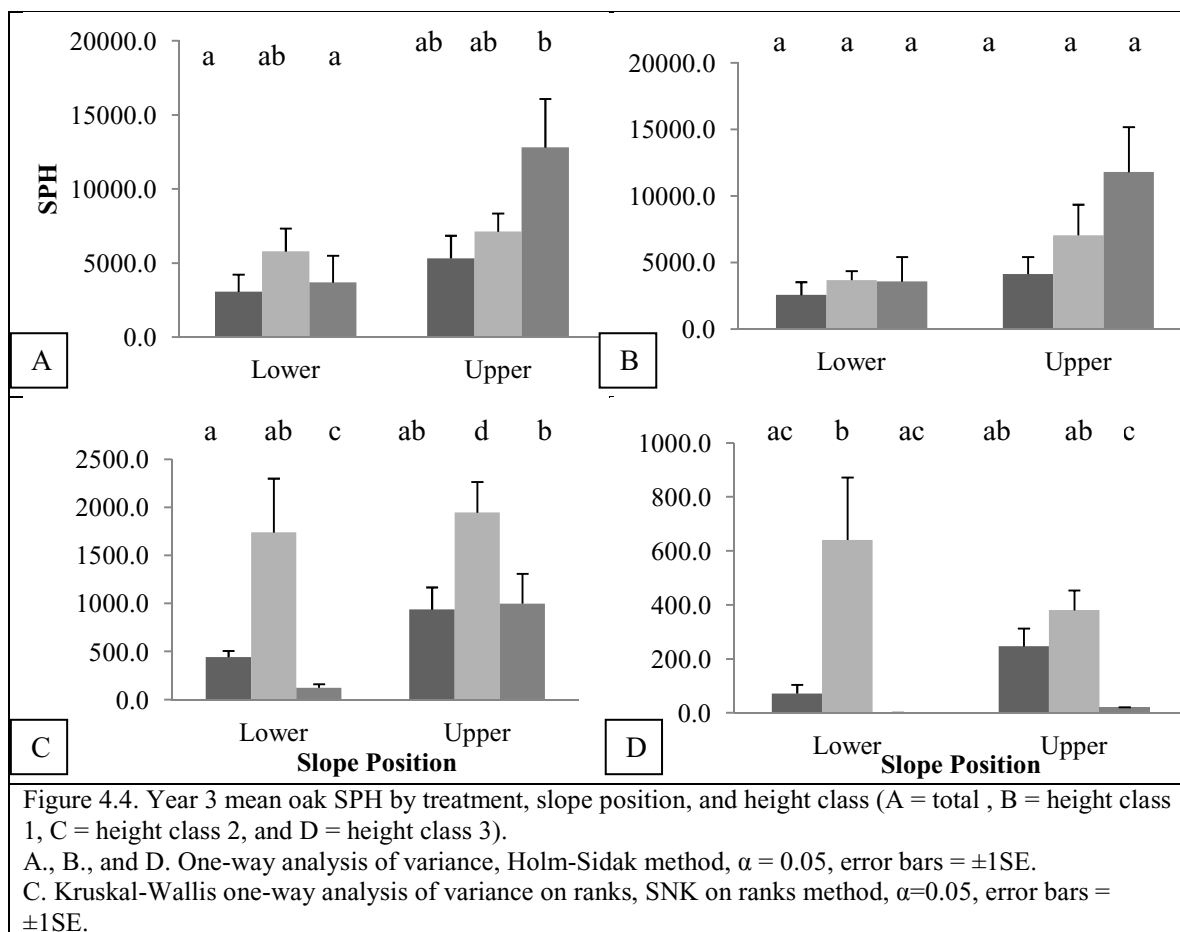 a ab a ab ab b
20000.0
15000.0
10000.0
5000.0
0.0
SPH
Lower Upper
A
a a a a a a
20000.0
15000.0
10000.0
5000.0
0.0
Lower Upper
B
a ab c ab d b
2500.0
2000.0
1500.0
1000.0
500.0
0.0
Lower Upper
Slope Position
C
ac b ac ab ab c
1000.0
800.0
600.0
400.0
200.0
0.0
Lower Upper
Slope Position
D
Figure 4.4. Year 3 mean oak SPH by treatment, slope position, and height class (A = total , B = height class
1, C = height class 2, and D = height class 3).
A., B., and D. One-way analysis of variance, Holm-Sidak method, α = 0.05, error bars = ±1SE.
C. Kruskal-Wallis one-way analysis of variance on ranks, SNK on ranks method, α=0.05, error bars =
±1SE.